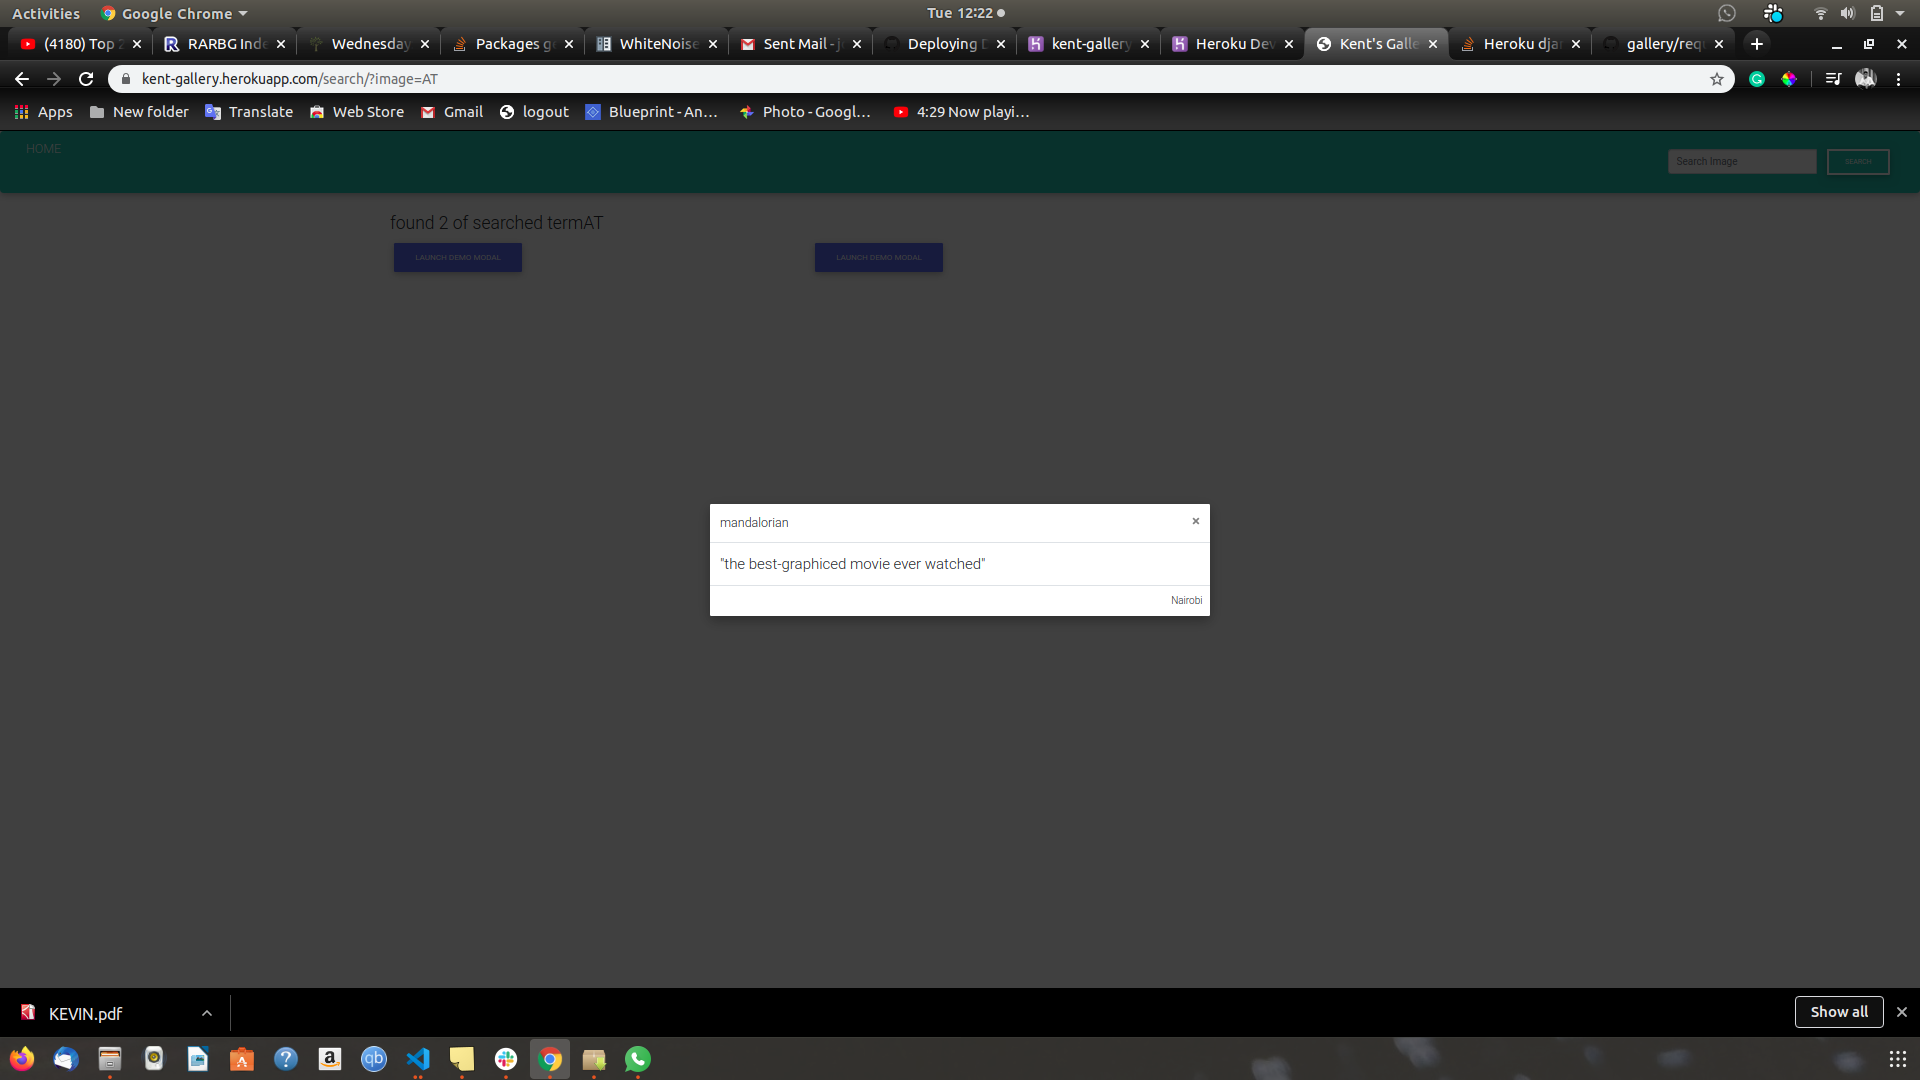 Activities Google Chrome Tue 12:22
(4180) Top 2 RARBG Inde Wednesday Packages ge WhiteNoise Sent Mail - j Deploying D kent-gallery Heroku Dev Kent's Galle Heroku djan gallery/requ
kent-gallery.herokuapp.com/search/?image=AT
Apps New folder Translate Web Store Gmail logout Blueprint - An... Photo - Googl... 4:29 Now playi...
HOME
Search Image SEARCH
found 2 of searched termAT
LAUNCH DEMO MODAL LAUNCH DEMO MODAL
mandalorian ×
"the best-graphiced movie ever watched"
Nairobi
KEVIN.pdf Show all